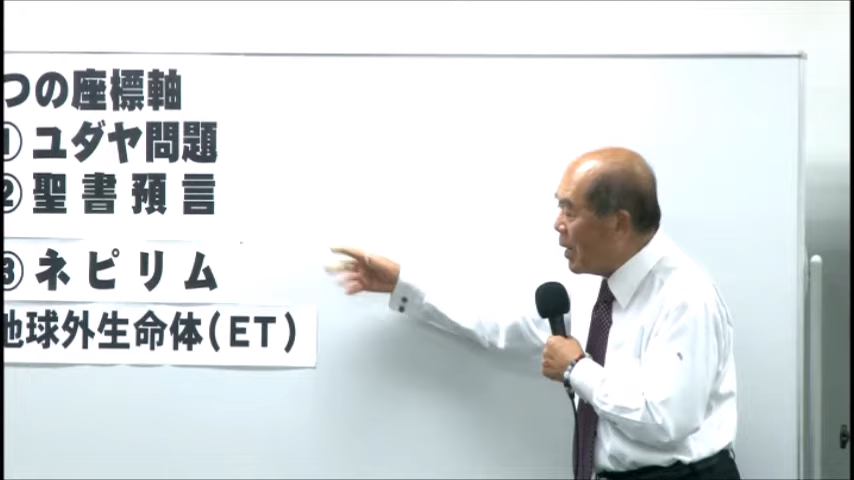 つの座標軸
① ユダヤ問題
② 聖書預言
③ ネピリム
地球外生命体(ET)